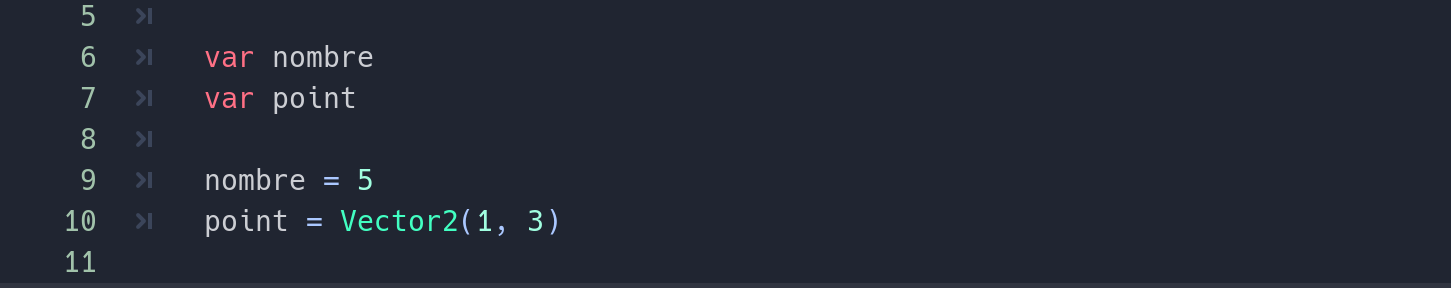 5
6 var nombre
7 var point
8
9 nombre = 5
10 point = Vector2(1, 3)
11